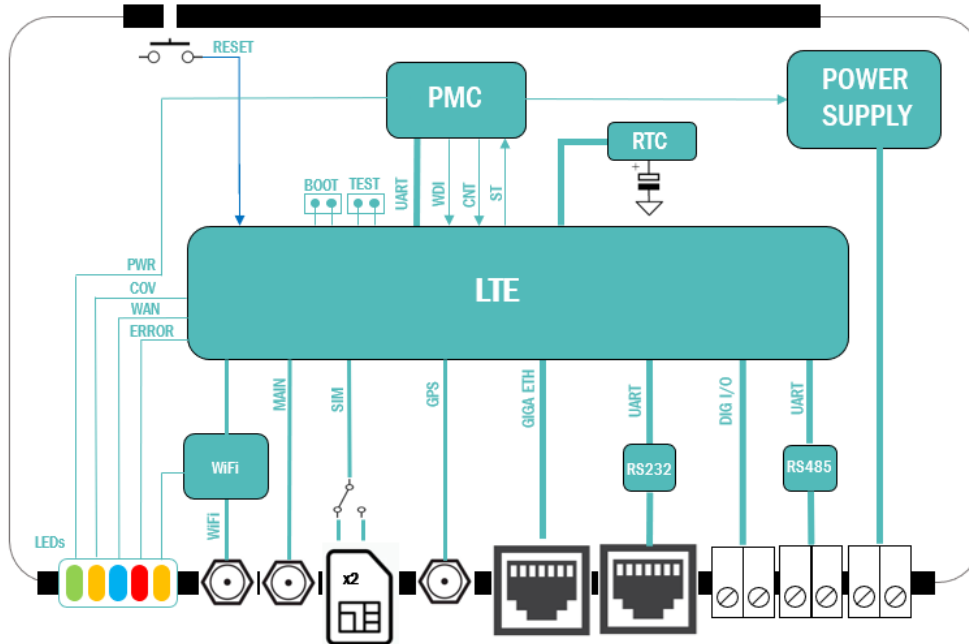 RESET
PMC
POWER
SUPPLY
RTC
+
BOOT
TEST
UART
WDI
CNT
ST
PWR
COV
WAN
ERROR
LTE
MAIN
SIM
GPS
GIGA ETH
UART
DIG I/O
UART
WiFi
RS232
RS485
WiFi
LEDs
x2